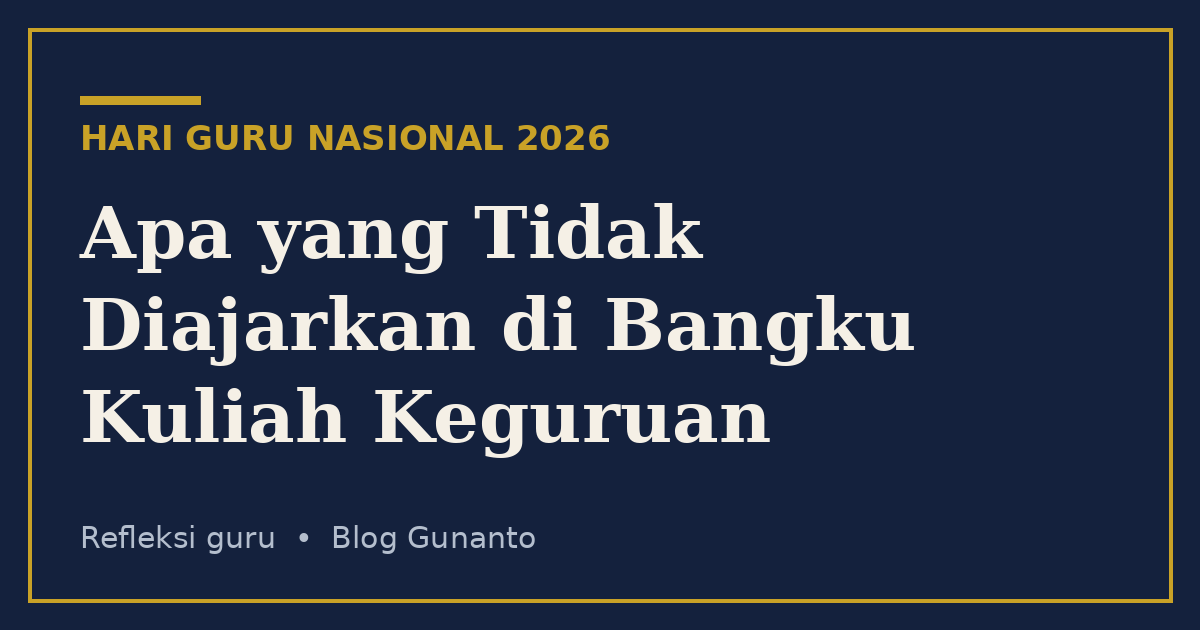 HARI GURU NASIONAL 2026
Apa yang Tidak
Diajarkan di Bangku
Kuliah Keguruan
Refleksi guru • Blog Gunanto